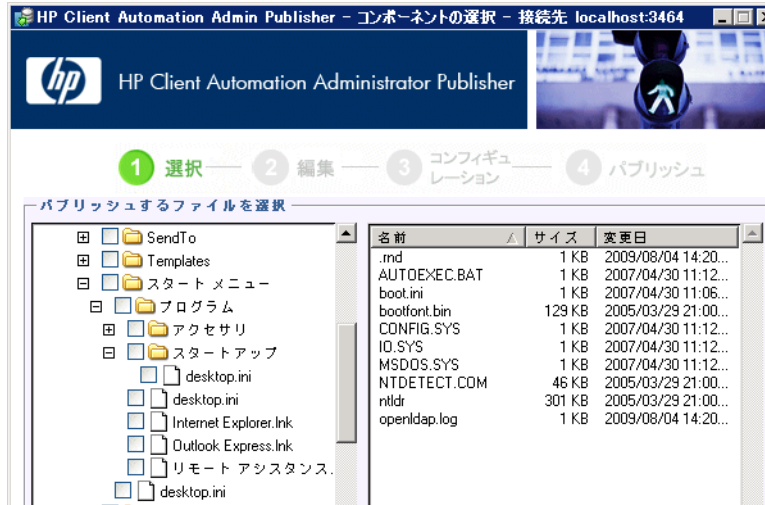 HP Client Automation Admin Publisher - コンポーネントの選択 - 接続先 localhost:3464
hp
HP Client Automation Administrator Publisher
1 選択 2 編集 3 コンフィギュレーション 4 パブリッシュ
パブリッシュするファイルを選択
SendTo
Templates
スタート メニュー
プログラム
アクセサリ
スタートアップ
desktop.ini
desktop.ini
Internet Explorer.lnk
Outlook Express.lnk
リモート アシスタンス.
desktop.ini
名前 サイズ 変更日
.rnd 1 KB 2009/08/04 14:20...
AUTOEXEC.BAT 1 KB 2007/04/30 11:12...
boot.ini 1 KB 2007/04/30 11:06...
bootfont.bin 129 KB 2005/03/29 21:00...
CONFIG.SYS 1 KB 2007/04/30 11:12...
IO.SYS 1 KB 2007/04/30 11:12...
MSDOS.SYS 1 KB 2007/04/30 11:12...
NTDETECT.COM 46 KB 2005/03/29 21:00...
ntldr 301 KB 2005/03/29 21:00...
openldap.log 1 KB 2009/08/04 14:20...